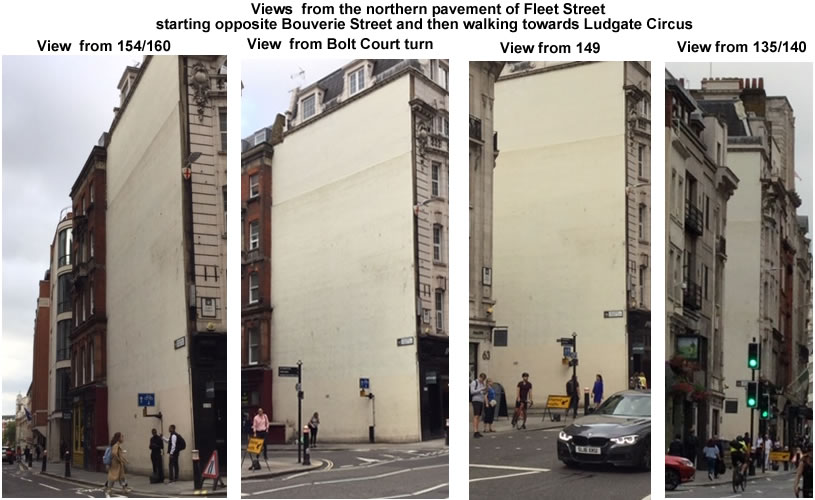 Views from the northern pavement of Fleet Street
starting opposite Bouverie Street and then walking towards Ludgate Circus
View from 154/160
View from Bolt Court turn
View from 149
View from 135/140
63